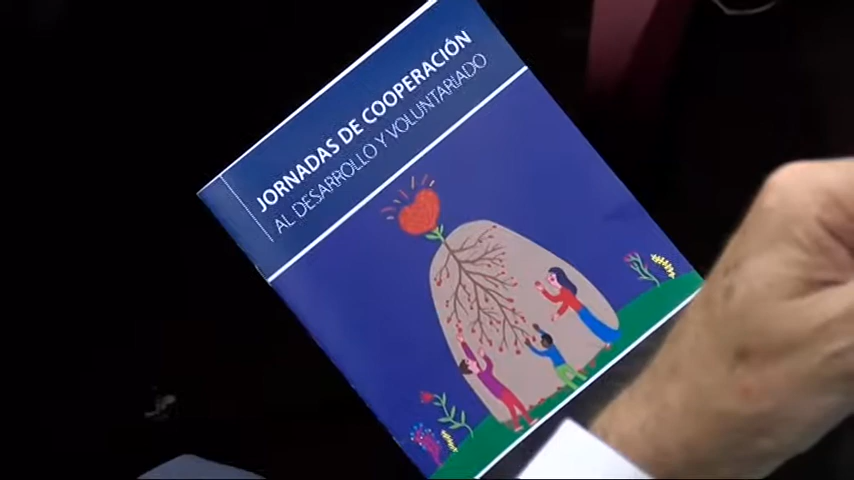 JORNADAS DE COOPERACIÓN
AL DESARROLLO Y VOLUNTARIADO